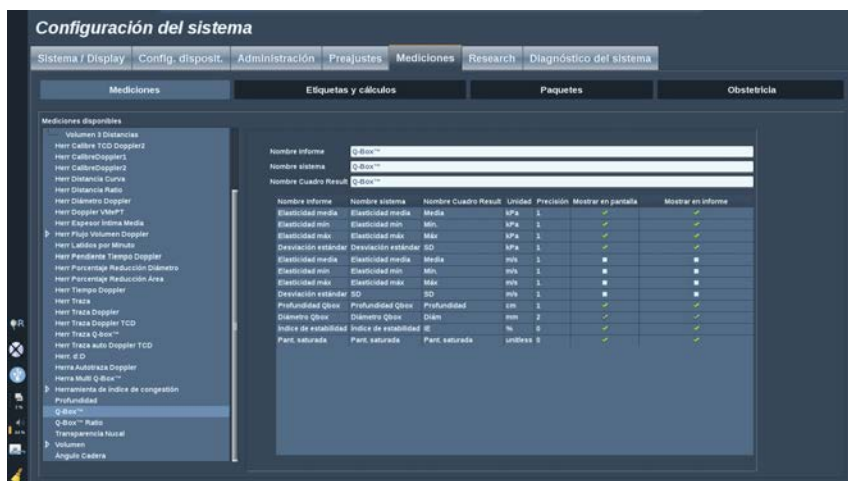 Configuración del sistema
Sistema / Display Config. disposit. Administración Preajustes Mediciones Research Diagnóstico del sistema
Mediciones Etiquetas y cálculos Paquetes Obstetricia
Mediciones disponibles
Volumen 3 Distancias
Herr Calibre TCD Doppler2
Herr CalibreDoppler1
Herr CalibreDoppler2
Herr Distancia Curva
Herr Distancia Ratio
Herr Diámetro Doppler
Herr Doppler VMePT
Herr Espesor Íntima Media
Herr Flujo Volumen Doppler
Herr Latidos por Minuto
Herr Pendiente Tiempo Doppler
Herr Porcentaje Reducción Diámetro
Herr Porcentaje Reducción Área
Herr Tiempo Doppler
Herr Traza
Herr Traza Doppler
Herr Traza Doppler TCD
Herr Traza Q-box™
Herr Traza auto Doppler TCD
Herr. d:D
Herra Autotraza Doppler
Herra Multi Q-Box™
Herramienta de índice de congestión
Profundidad
Q-Box™
Q-Box™ Ratio
Transparencia Nucal
Volumen
Ángulo Cadera
Nombre informe Q-Box™
Nombre sistema Q-Box™
Nombre Cuadro Result Q-Box™
Nombre informe Nombre sistema Nombre Cuadro Result Unidad Precisión Mostrar en pantalla Mostrar en informe
Elasticidad media Elasticidad media Media kPa 1
Elasticidad mín Elasticidad mín Mín. kPa 1
Elasticidad máx Elasticidad máx Máx kPa 1
Desviación estándar Desviación estándar SD kPa 1
Elasticidad media Elasticidad media Media m/s 1
Elasticidad mín Elasticidad mín Mín. m/s 1
Elasticidad máx Elasticidad máx Máx m/s 1
Desviación estándar SD SD m/s 1
Profundidad Qbox Profundidad Qbox Profundidad cm 1
Diámetro Qbox Diámetro Qbox Diám mm 2
Índice de estabilidad Índice de estabilidad IE % 0
Pant. saturada Pant. saturada Pant. saturada unitless 0
R